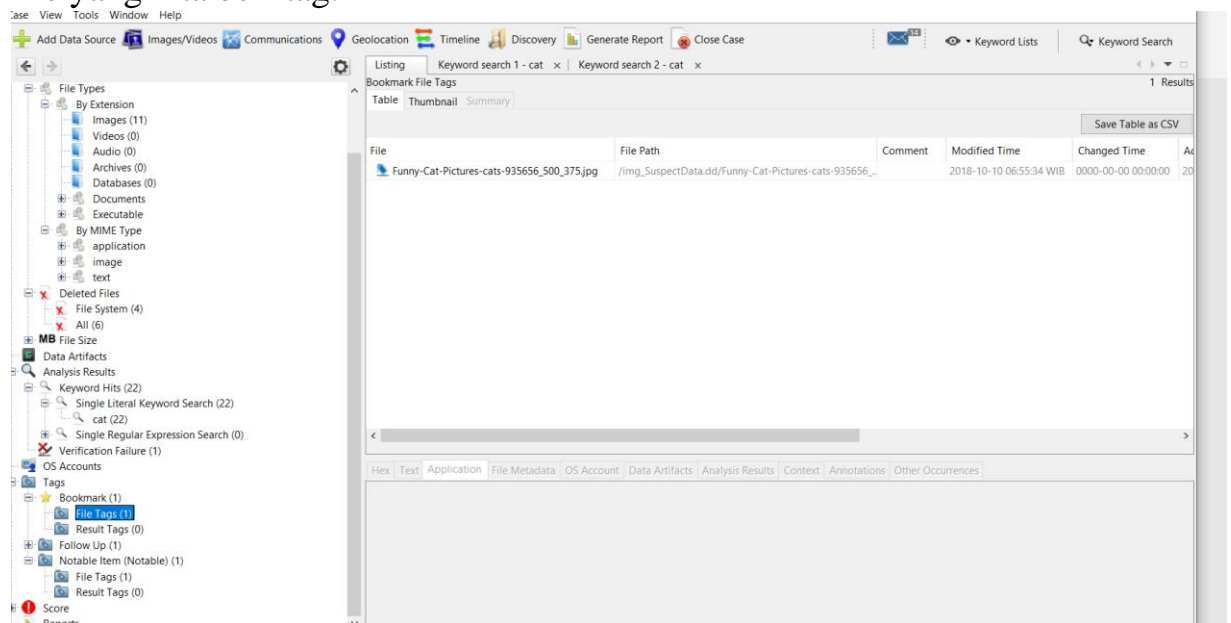 Case View Tools Window Help
Add Data Source Images/Videos Communications Geolocation Timeline Discovery Generate Report Close Case 14 Keyword Lists Keyword Search
Listing Keyword search 1 - cat x Keyword search 2 - cat x
Bookmark File Tags 1 Results
Table Thumbnail Summary
Save Table as CSV
File File Path Comment Modified Time Changed Time
Funny-Cat-Pictures-cats-935656_500_375.jpg /img_SuspectData.dd/Funny-Cat-Pictures-cats-935656_... 2018-10-10 06:55:34 WIB 0000-00-00 00:00:00 20
File Types
By Extension
Images (11)
Videos (0)
Audio (0)
Archives (0)
Databases (0)
Documents
Executable
By MIME Type
application
image
text
Deleted Files
File System (4)
All (6)
MB File Size
Data Artifacts
Analysis Results
Keyword Hits (22)
Single Literal Keyword Search (22)
cat (22)
Single Regular Expression Search (0)
Verification Failure (1)
OS Accounts
Tags
Bookmark (1)
File Tags (1)
Result Tags (0)
Follow Up (1)
Notable Item (Notable) (1)
File Tags (1)
Result Tags (0)
Score
Reports
Hex Text Application File Metadata OS Account Data Artifacts Analysis Results Context Annotations Other Occurrences